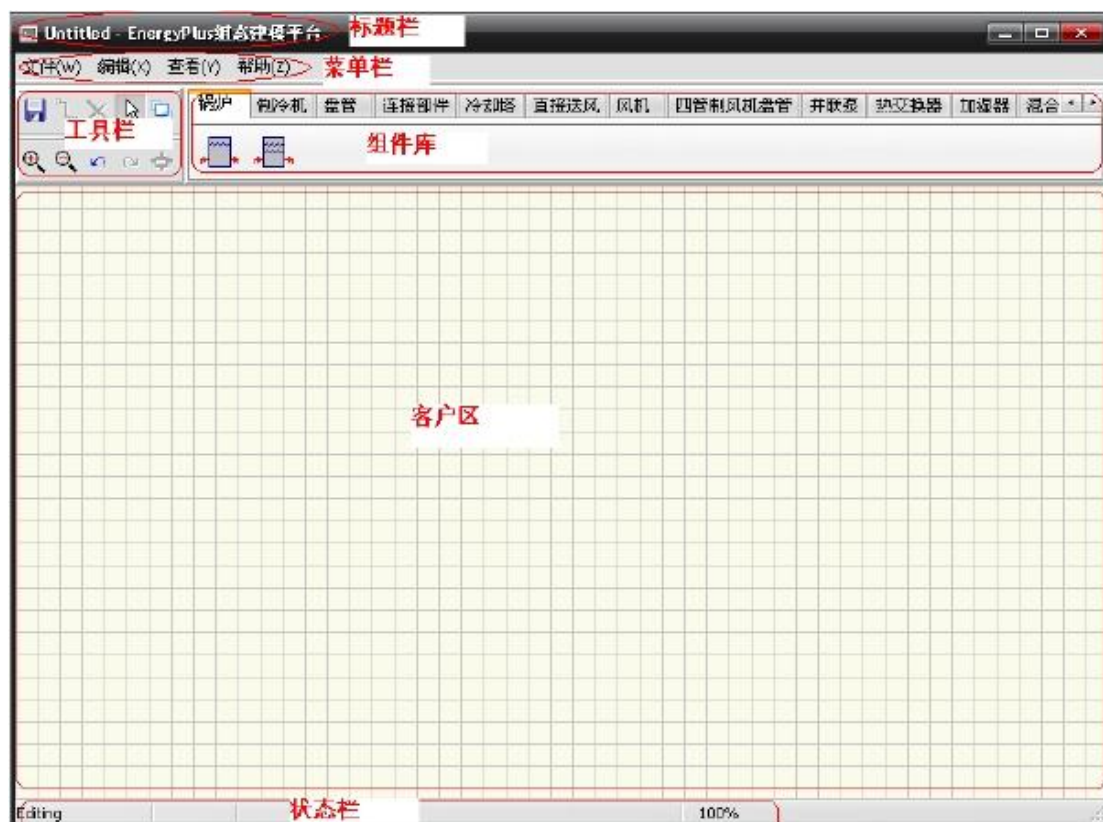 Untitled - EnergyPlus组态建模平台 标题栏
文件(W) 编辑(X) 查看(Y) 帮助(Z) 菜单栏
锅炉 制冷机 盘管 连接部件 冷却塔 直接送风 风机 四管制风机盘管 并联泵 热交换器 加湿器 混合
工具栏
组件库
客户区
Editing 状态栏 100%